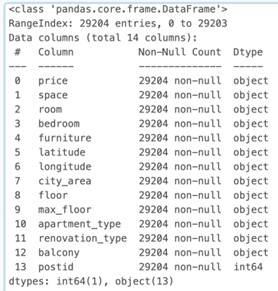 <class 'pandas.core.frame.DataFrame'>
RangeIndex: 29204 entries, 0 to 29203
Data columns (total 14 columns):
 #   Column           Non-Null Count  Dtype
---  ------           --------------  -----
 0   price            29204 non-null  object
 1   space            29204 non-null  object
 2   room             29204 non-null  object
 3   bedroom          29204 non-null  object
 4   furniture        29204 non-null  object
 5   latitude         29204 non-null  object
 6   longitude        29204 non-null  object
 7   city_area        29204 non-null  object
 8   floor            29204 non-null  object
 9   max_floor        29204 non-null  object
 10  apartment_type   29204 non-null  object
 11  renovation_type  29204 non-null  object
 12  balcony          29204 non-null  object
 13  postid           29204 non-null  int64
dtypes: int64(1), object(13)